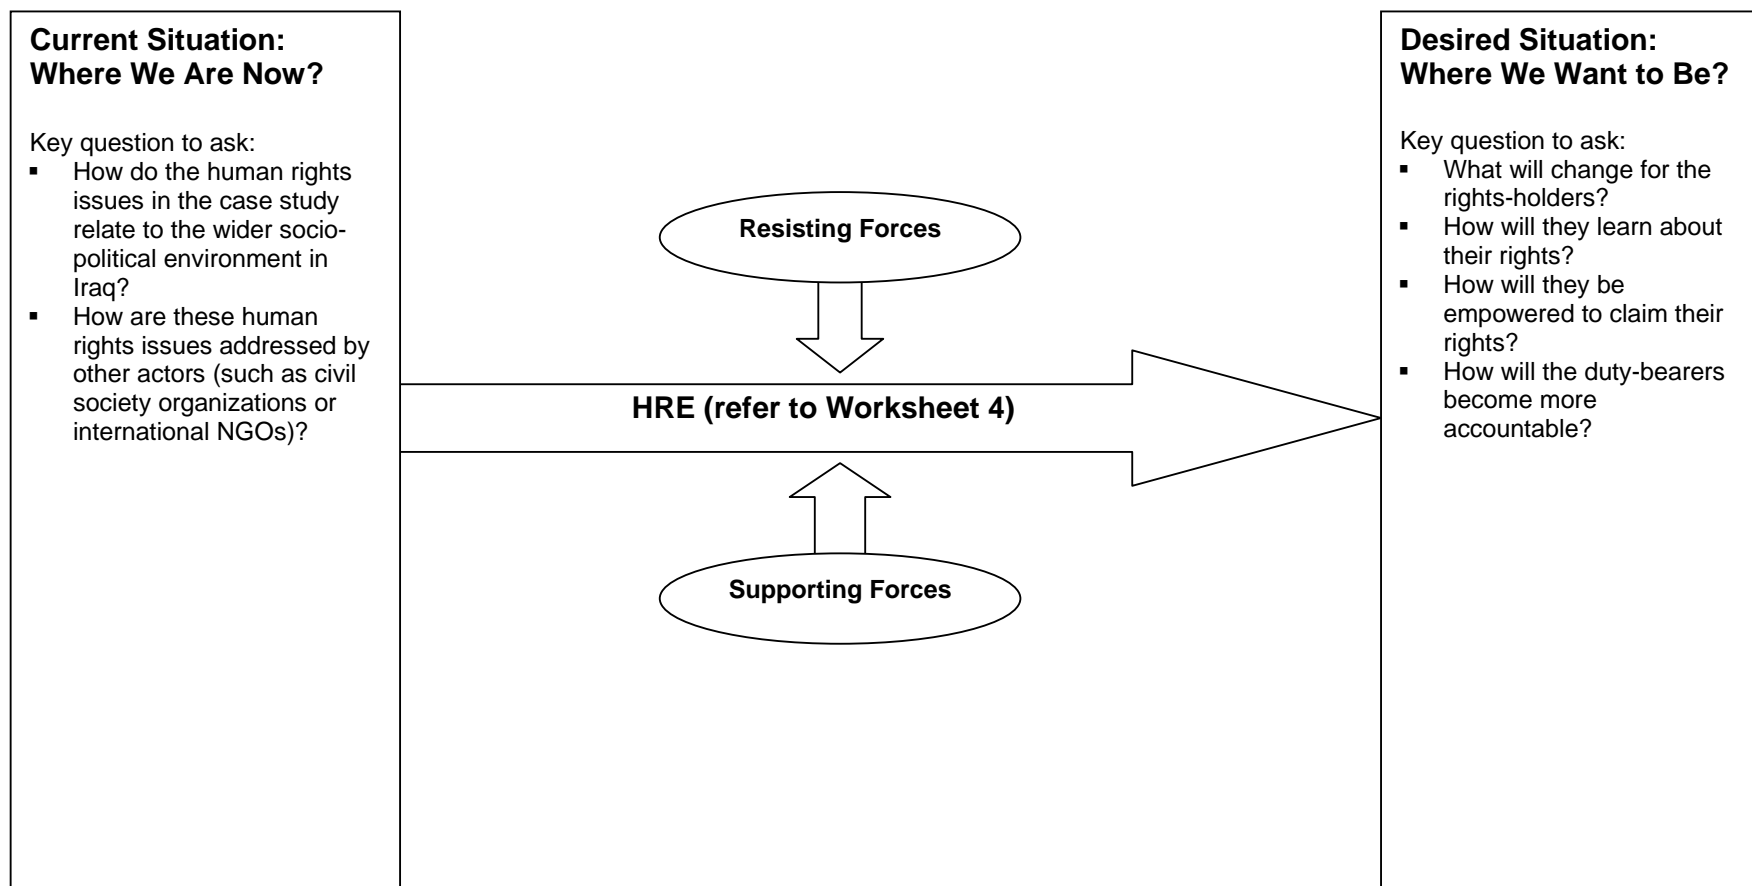 Current Situation:
Where We Are Now?
Key question to ask:
▪ How do the human rights
issues in the case study
relate to the wider socio-
political environment in
Iraq?
▪ How are these human
rights issues addressed by
other actors (such as civil
society organizations or
international NGOs)?
Resisting Forces
HRE (refer to Worksheet 4)
Supporting Forces
Desired Situation:
Where We Want to Be?
Key question to ask:
▪ What will change for the
rights-holders?
▪ How will they learn about
their rights?
▪ How will they be
empowered to claim their
rights?
▪ How will the duty-bearers
become more
accountable?